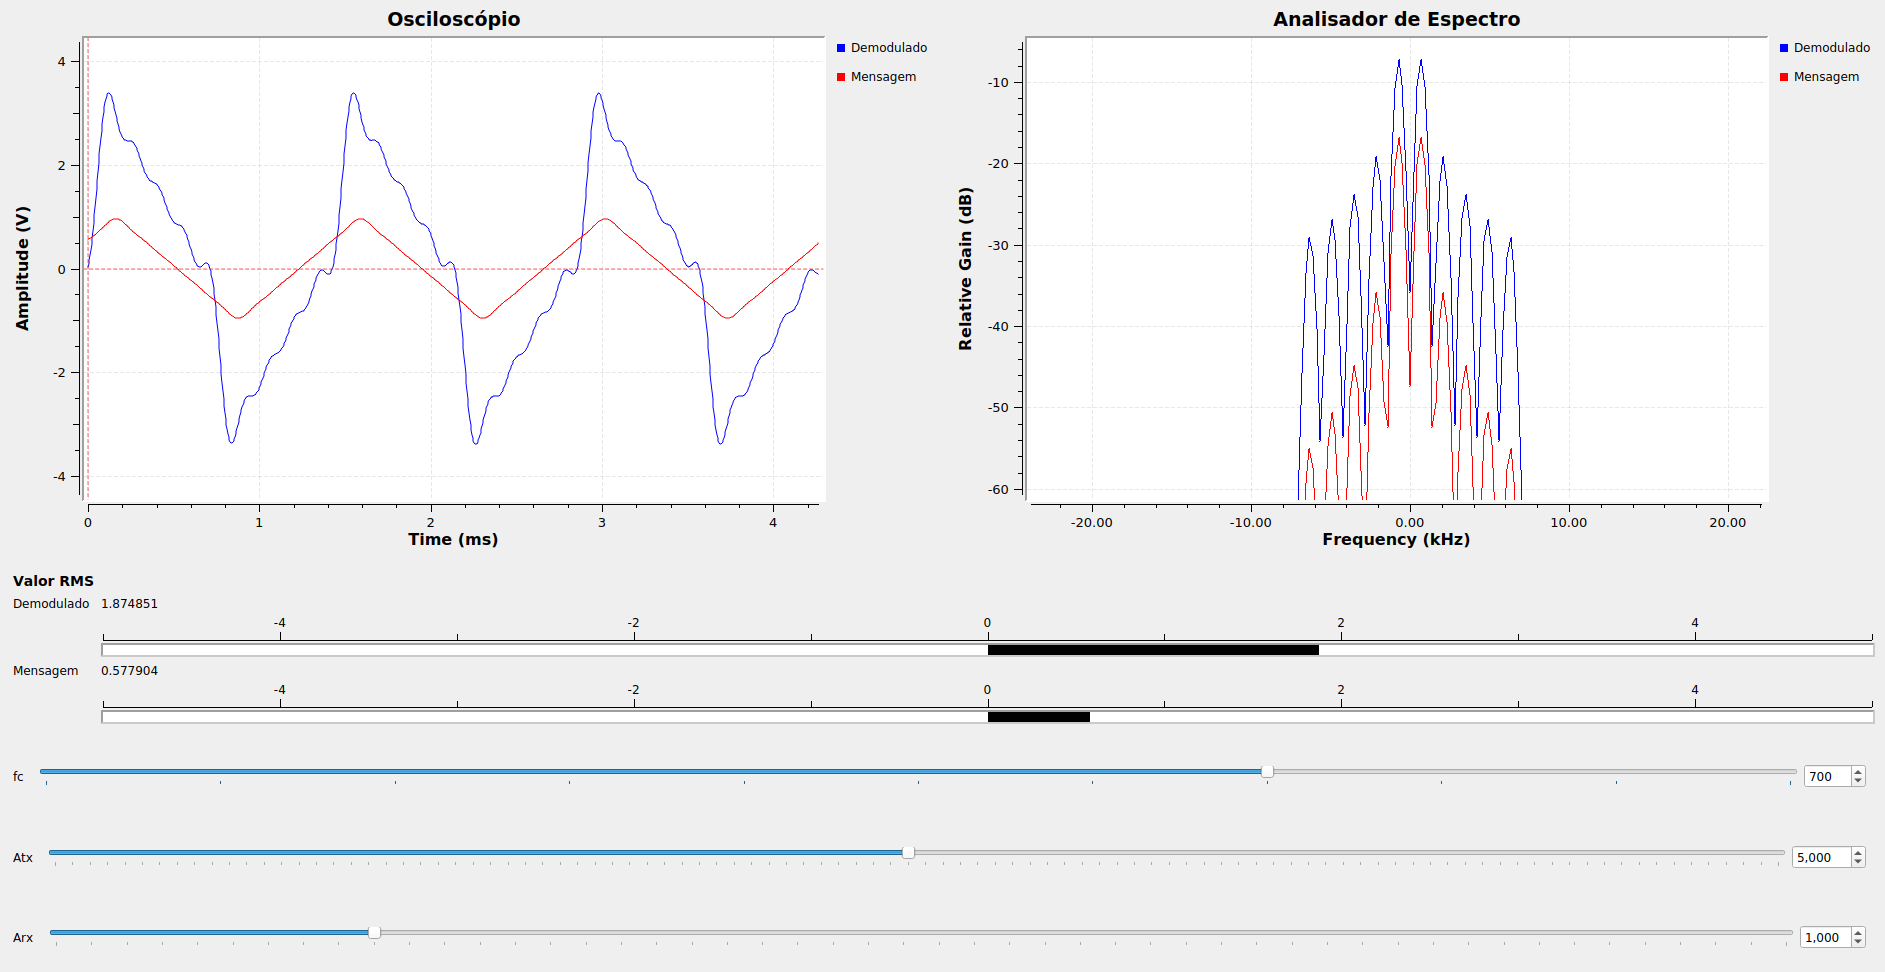 Osciloscópio
Demodulado
Mensagem
Amplitude (V)
4
2
0
-2
-4
0 1 2 3 4
Time (ms)
Analisador de Espectro
Demodulado
Mensagem
Relative Gain (dB)
-10
-20
-30
-40
-50
-60
-20.00 -10.00 0.00 10.00 20.00
Frequency (kHz)
Valor RMS
Demodulado 1.874851
-4 -2 0 2 4
Mensagem 0.577904
-4 -2 0 2 4
fc 700
Atx 5,000
Arx 1,000